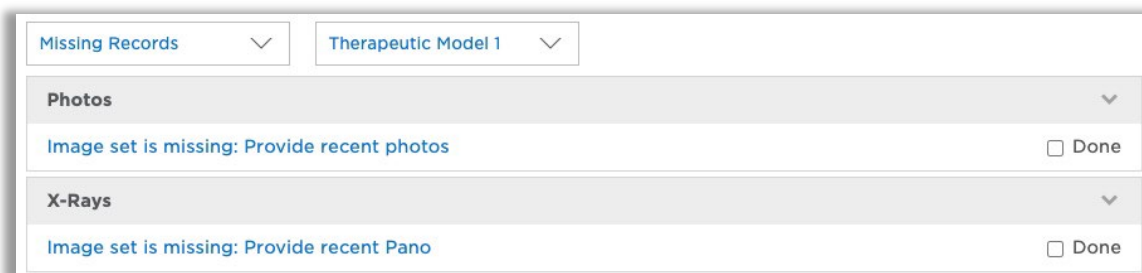 Missing Records
Therapeutic Model 1
Photos
Image set is missing: Provide recent photos
Done
X-Rays
Image set is missing: Provide recent Pano
Done